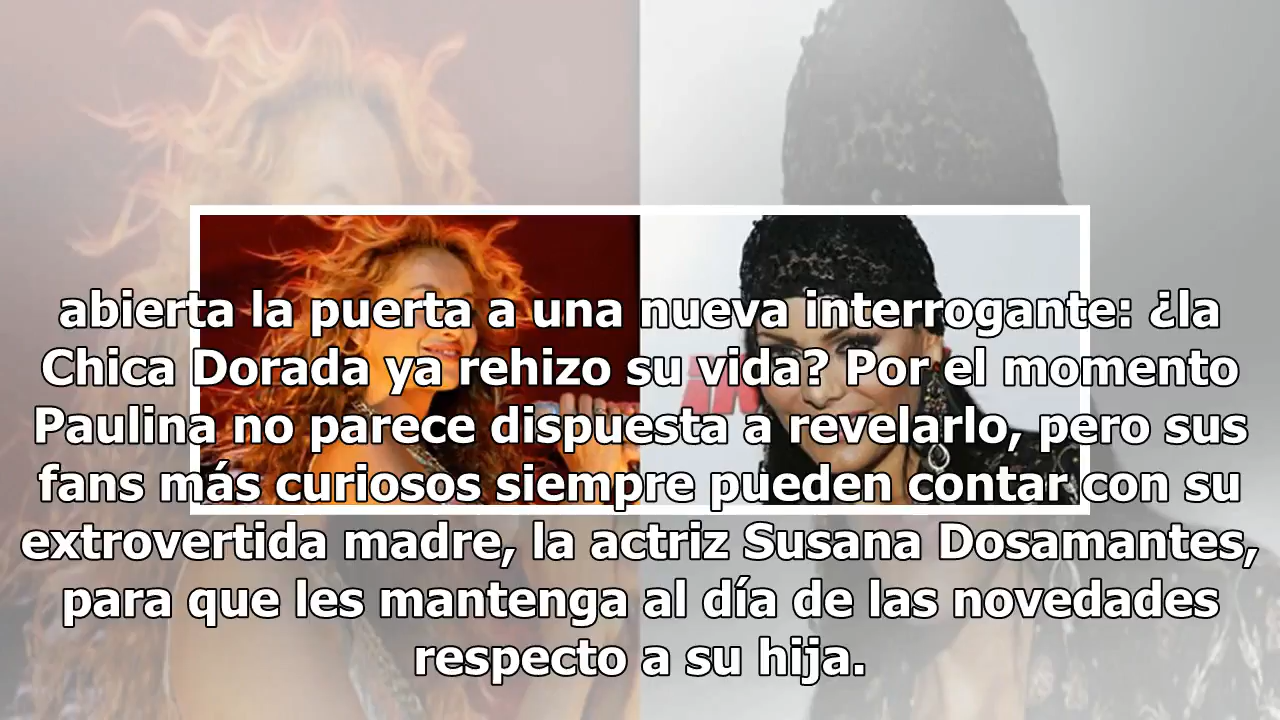 abierta la puerta a una nueva interrogante: ¿la
Chica Dorada ya rehizo su vida? Por el momento
Paulina no parece dispuesta a revelarlo, pero sus
fans más curiosos siempre pueden contar con su
extrovertida madre, la actriz Susana Dosamantes,
para que les mantenga al día de las novedades
respecto a su hija.